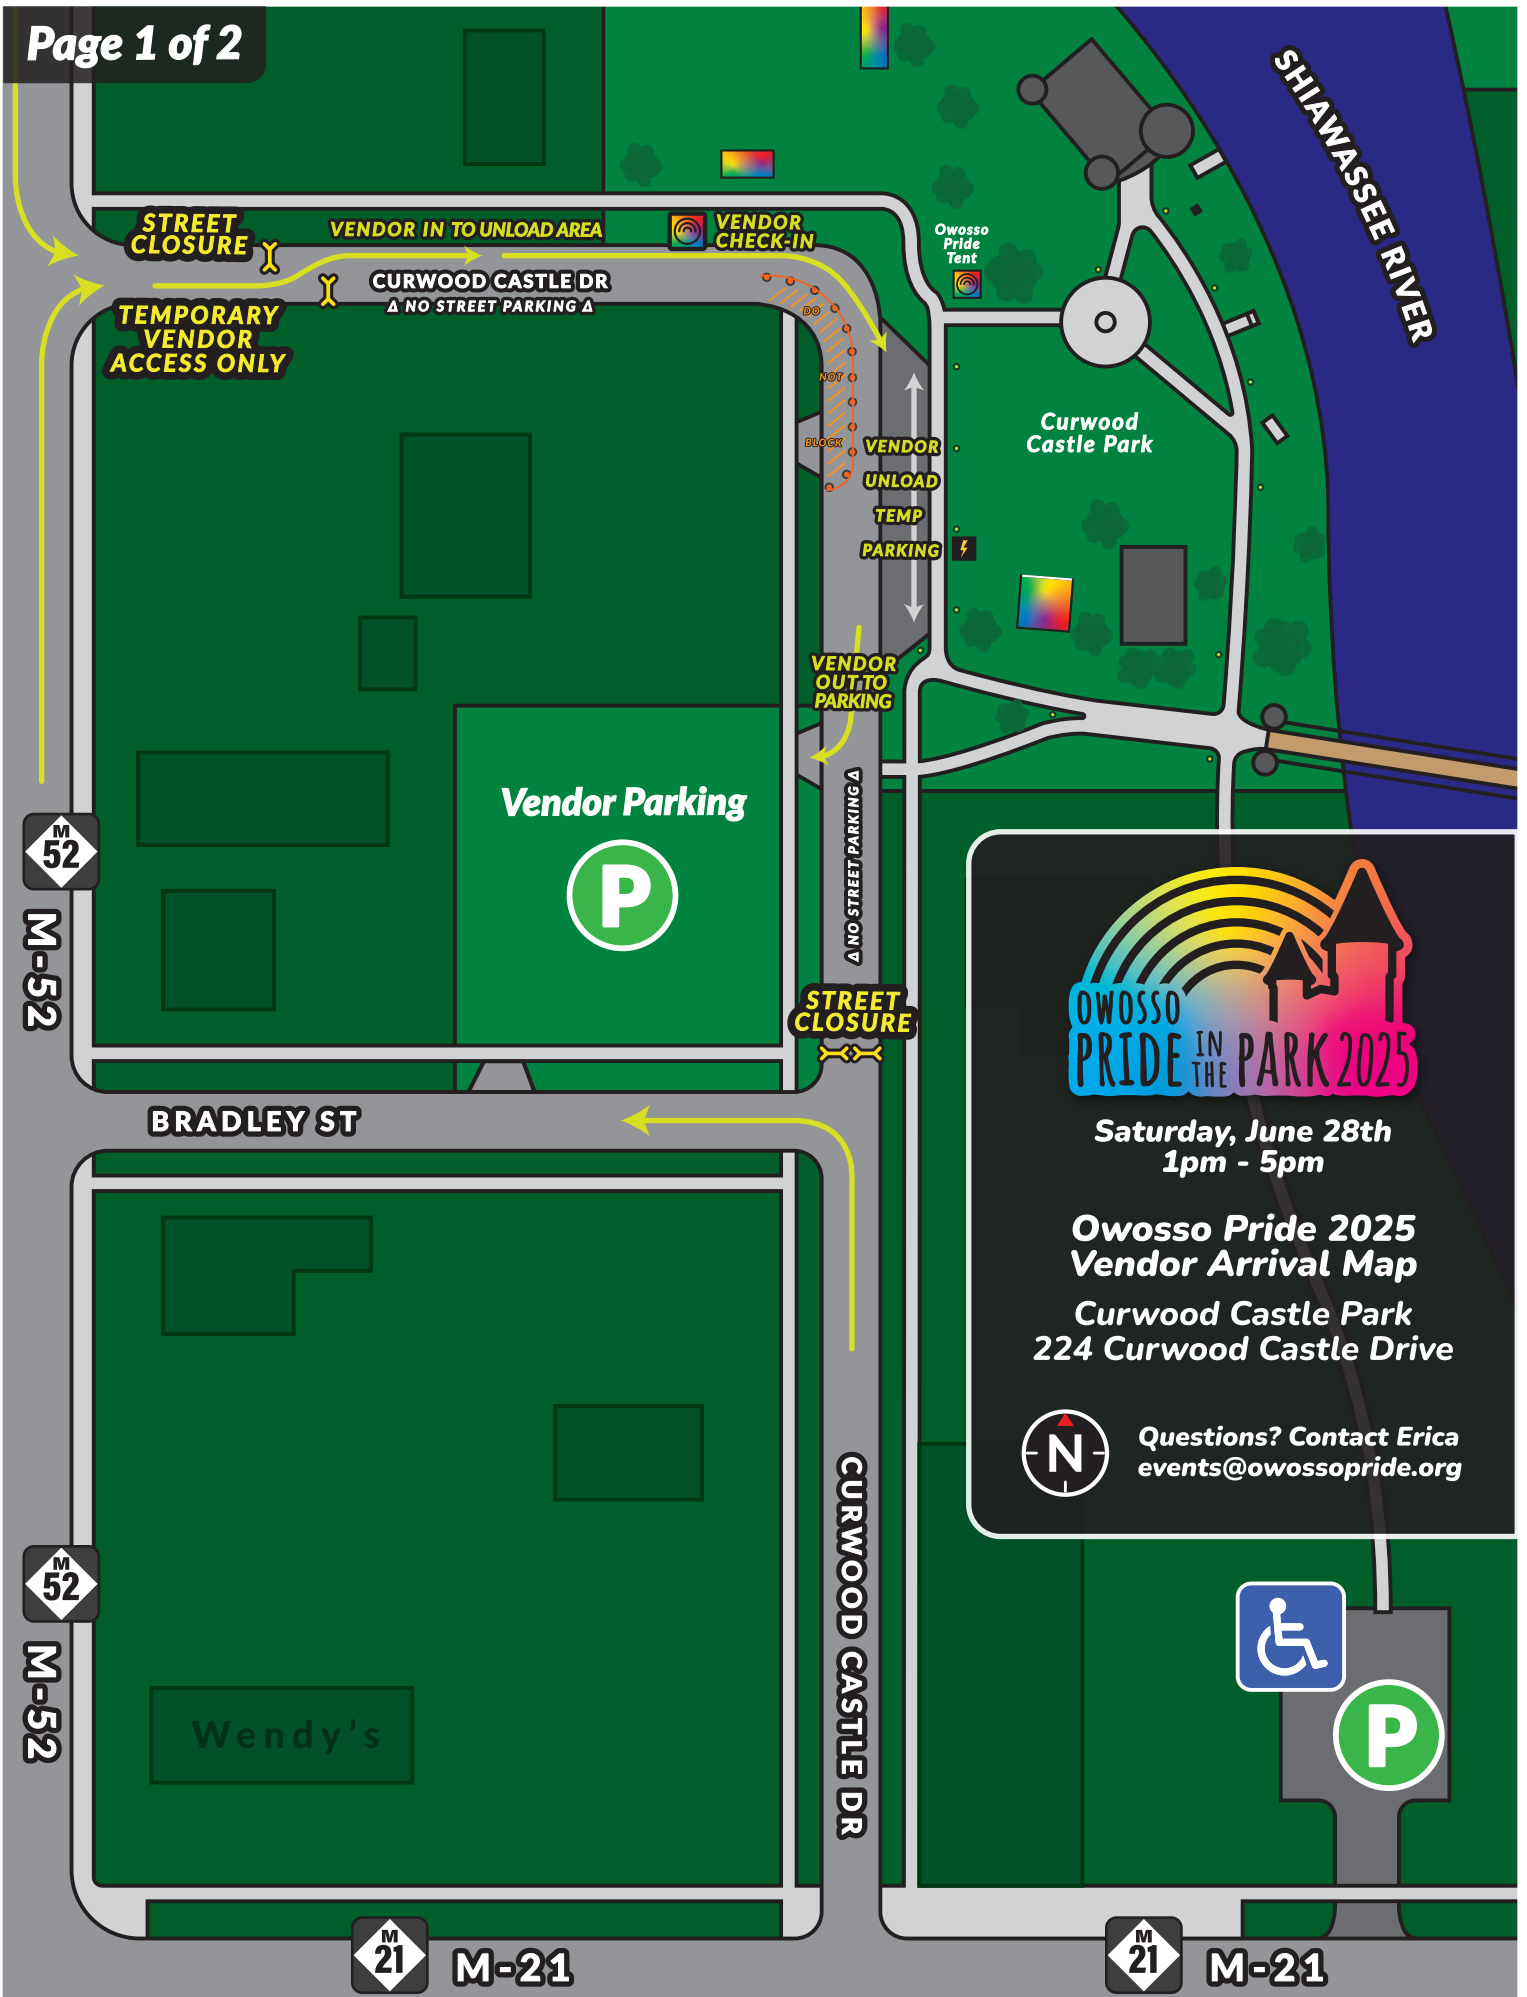 Page 1 of 2
SHIAWASSEE RIVER
STREET
CLOSURE
VENDOR IN TO UNLOAD AREA
VENDOR
CHECK-IN
Owosso
Pride
Tent
CURWOOD CASTLE DR
Δ NO STREET PARKING Δ
TEMPORARY
VENDOR
ACCESS ONLY
DO
NOT
BLOCK
VENDOR
UNLOAD
TEMP
PARKING
Curwood
Castle Park
VENDOR
OUT TO
PARKING
Vendor Parking
P
Δ NO STREET PARKING Δ
M
52
M-52
STREET
CLOSURE
BRADLEY ST
OWOSSO
PRIDE IN THE PARK 2025
Saturday, June 28th
1pm - 5pm
Owosso Pride 2025
Vendor Arrival Map
Curwood Castle Park
224 Curwood Castle Drive
N
Questions? Contact Erica
events@owossopride.org
CURWOOD CASTLE DR
M
52
M-52
Wendy's
P
M
21
M-21
M
21
M-21